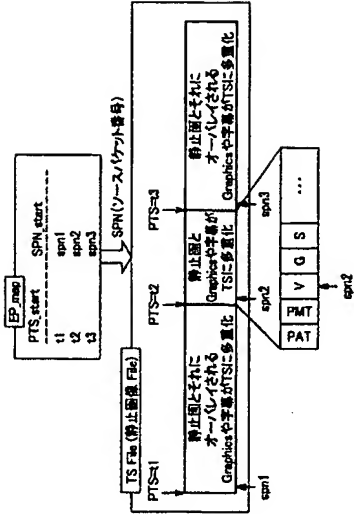 EP_map
PTS_start SPN_start
t1 spn1
t2 spn2
t3 spn3
SPN(ソースパケット番号)
TS File (静止画像 File)
PTS=t1
PTS=t2
PTS=t3
静止画とそれに
オーバレイされる
Graphicsや字幕がTSに多重化
静止画と
Graphicsや字幕が
TSに多重化
静止画とそれに
オーバレイされる
Graphicsや字幕がTSに多重化
spn1
spn2
spn3
PAT PMT V G S ...
spn2